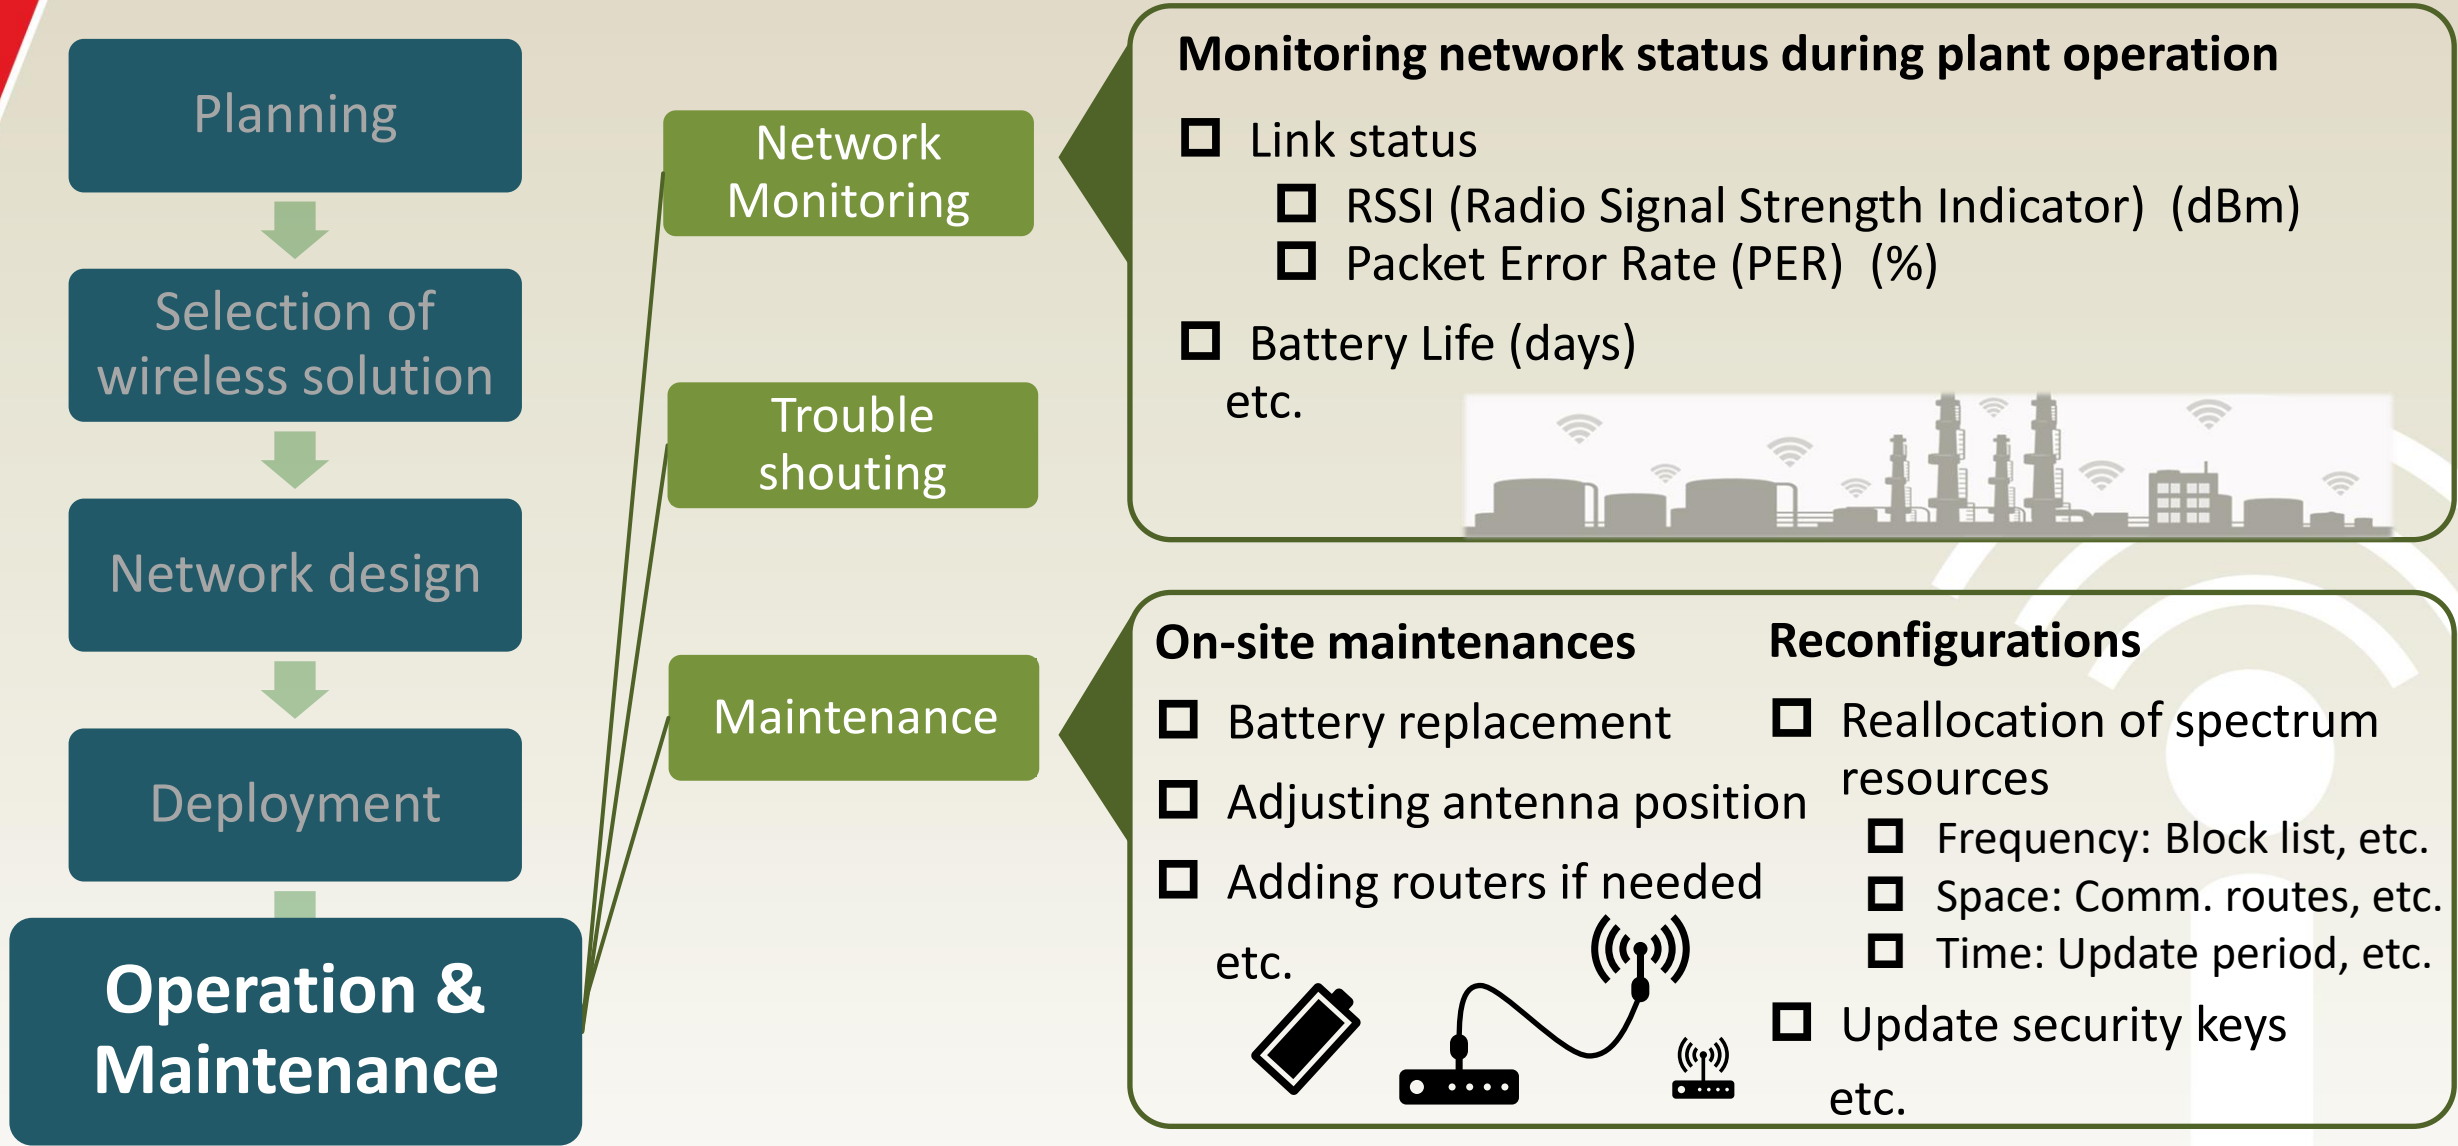 Planning
Selection of
wireless solution
Network design
Deployment
Operation &
Maintenance
Network
Monitoring
Trouble
shouting
Maintenance
Monitoring network status during plant operation
Link status
RSSI (Radio Signal Strength Indicator) (dBm)
Packet Error Rate (PER) (%)
Battery Life (days)
etc.
On-site maintenances
Battery replacement
Adjusting antenna position
Adding routers if needed
etc.
Reconfigurations
Reallocation of spectrum
resources
Frequency: Block list, etc.
Space: Comm. routes, etc.
Time: Update period, etc.
Update security keys
etc.